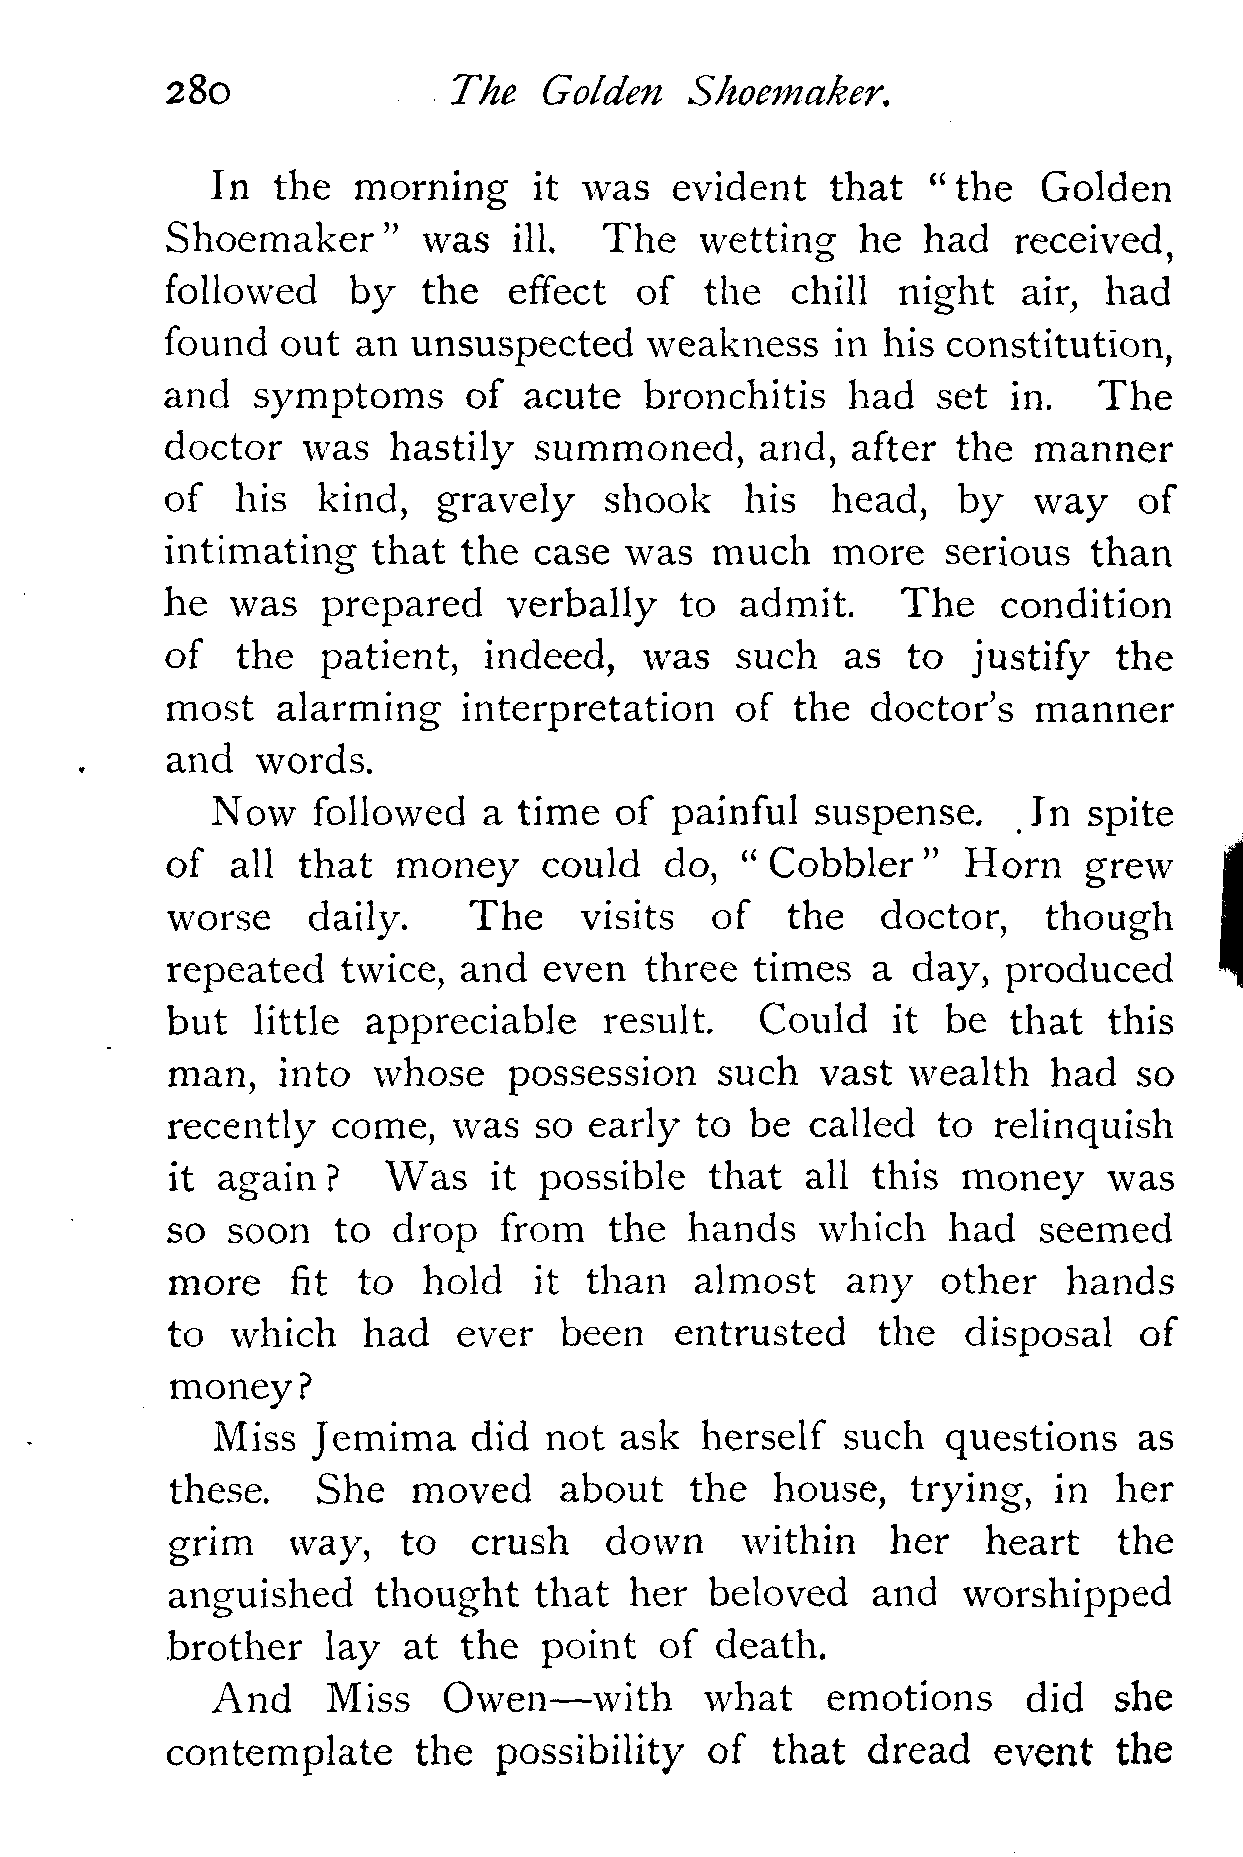 280 The Golden Shoemaker.
In the morning it was evident that “the Golden
Shoemaker” was ill. The wetting he had received,
followed by the effect of the chill night air, had
found out an unsuspected weakness in his constitution,
and symptoms of acute bronchitis had set in. The
doctor was hastily summoned, and, after the manner
of his kind, gravely shook his head, by way of
intimating that the case was much more serious than
he was prepared verbally to admit. The condition
of the patient, indeed, was such as to justify the
most alarming interpretation of the doctor's manner
and words.
Now followed a time of painful suspense. In spite
of all that money could do, “Cobbler” Horn grew
worse daily. The visits of the doctor, though
repeated twice, and even three times a day, produced
but little appreciable result. Could it be that this
man, into whose possession such vast wealth had so
recently come, was so early to be called to relinquish
it again? Was it possible that all this money was
so soon to drop from the hands which had seemed
more fit to hold it than almost any other hands
to which had ever been entrusted the disposal of
money?
Miss Jemima did not ask herself such questions as
these. She moved about the house, trying, in her
grim way, to crush down within her heart the
anguished thought that her beloved and worshipped
brother lay at the point of death.
And Miss Owen—with what emotions did she
contemplate the possibility of that dread event the